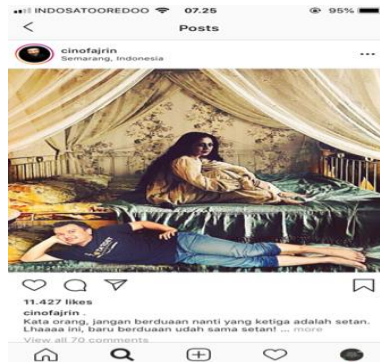 INDOSATOOREDOO 07.25 95%
Posts
cinofajrin
Semarang, Indonesia
11.427 likes
cinofajrin .
Kata orang, jangan berduaan nanti yang ketiga adalah setan.
Lhaaaa ini, baru berduaan udah sama setan! ... more
View all 70 comments